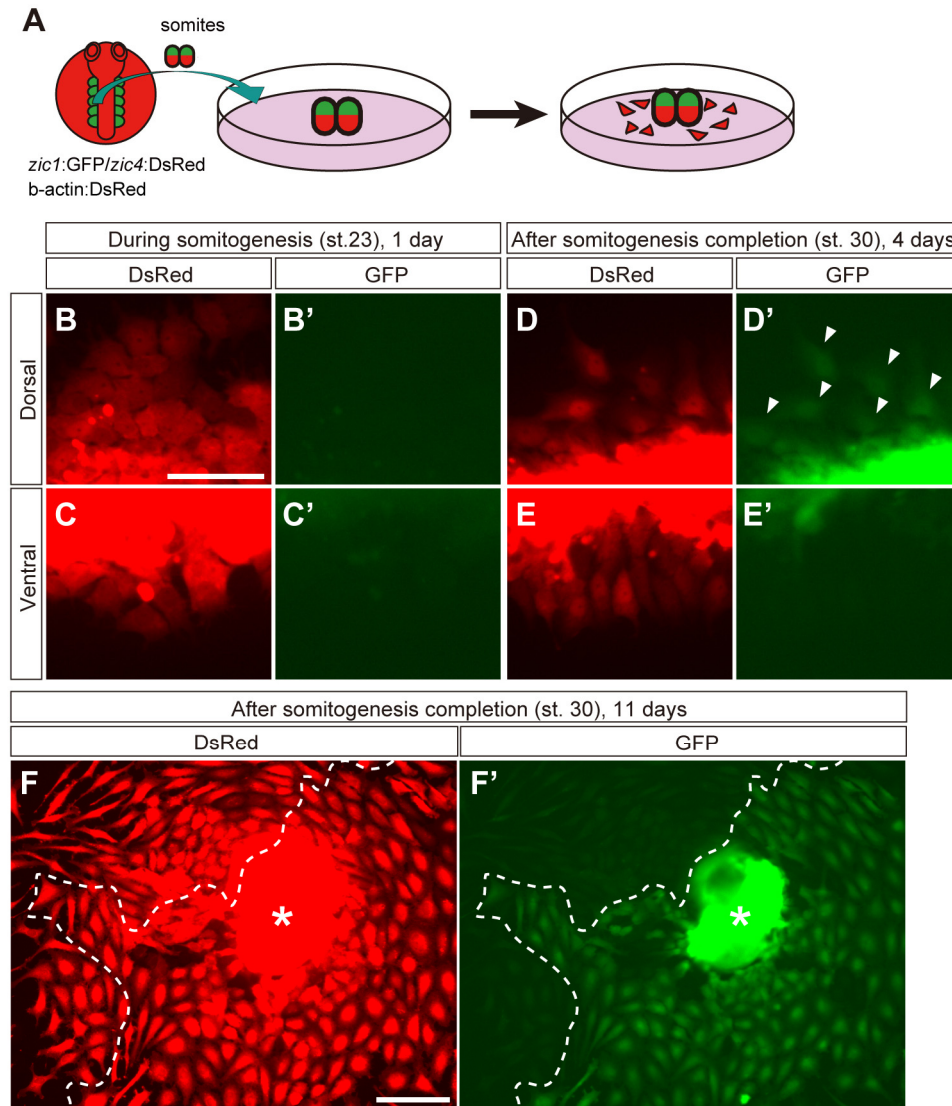 A
somites
zic1:GFP/zic4:DsRed
b-actin:DsRed
During somitogenesis (st.23), 1 day
After somitogenesis completion (st. 30), 4 days
DsRed
GFP
DsRed
GFP
Dorsal
B
B'
D
D'
Ventral
C
C'
E
E'
After somitogenesis completion (st. 30), 11 days
DsRed
GFP
F
F'
*
*